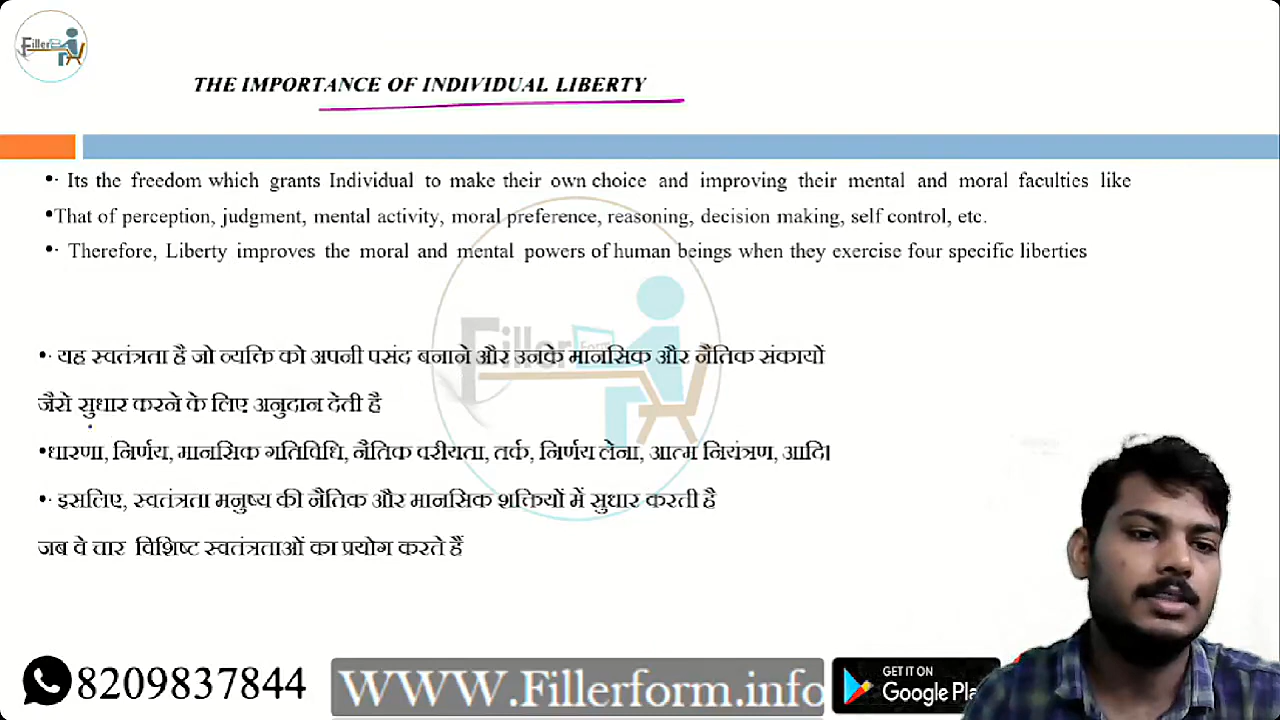 Filler
THE IMPORTANCE OF INDIVIDUAL LIBERTY
•· Its the freedom which grants Individual to make their own choice and improving their mental and moral faculties like
•That of perception, judgment, mental activity, moral preference, reasoning, decision making, self control, etc.
•· Therefore, Liberty improves the moral and mental powers of human beings when they exercise four specific liberties
Filler
Form
•· यह स्वतंत्रता है जो व्यक्ति को अपनी पसंद बनाने और उनके मानसिक और नैतिक संकायों
जैसे सुधार करने के लिए अनुदान देती है
•धारणा, निर्णय, मानसिक गतिविधि, नैतिक वरीयता, तर्क, निर्णय लेना, आत्म नियंत्रण, आदि।
•· इसलिए, स्वतंत्रता मनुष्य की नैतिक और मानसिक शक्तियों में सुधार करती है
जब वे चार विशिष्ट स्वतंत्रताओं का प्रयोग करते हैं
8209837844
WWW.Fillerform.info
GET IT ON
Google Pla